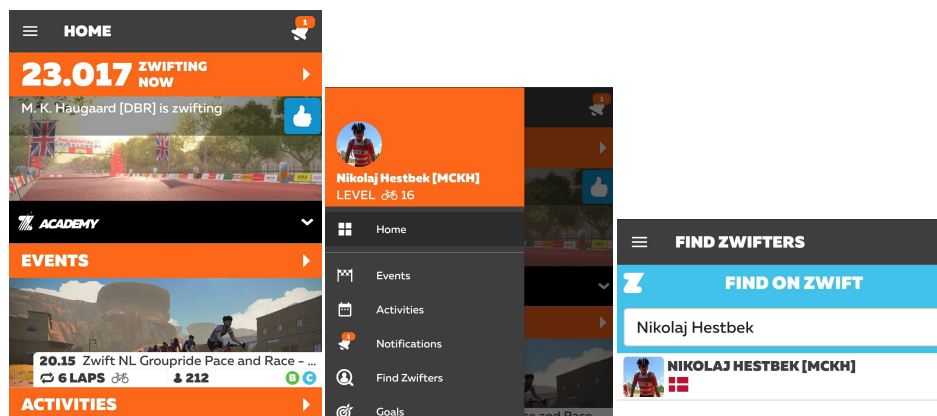 HOME
1
23.017 ZWIFTING NOW
M. K. Haugaard [DBR] is zwifting
ACADEMY
EVENTS
20.15 Zwift NL Groupride Pace and Race - ...
6 LAPS 212 B C
ACTIVITIES
1
Nikolaj Hestbek [MCKH]
LEVEL 16
Home
Events
Activities
1
Notifications
Find Zwifters
Goals
FIND ZWIFTERS
FIND ON ZWIFT
Nikolaj Hestbek
NIKOLAJ HESTBEK [MCKH]